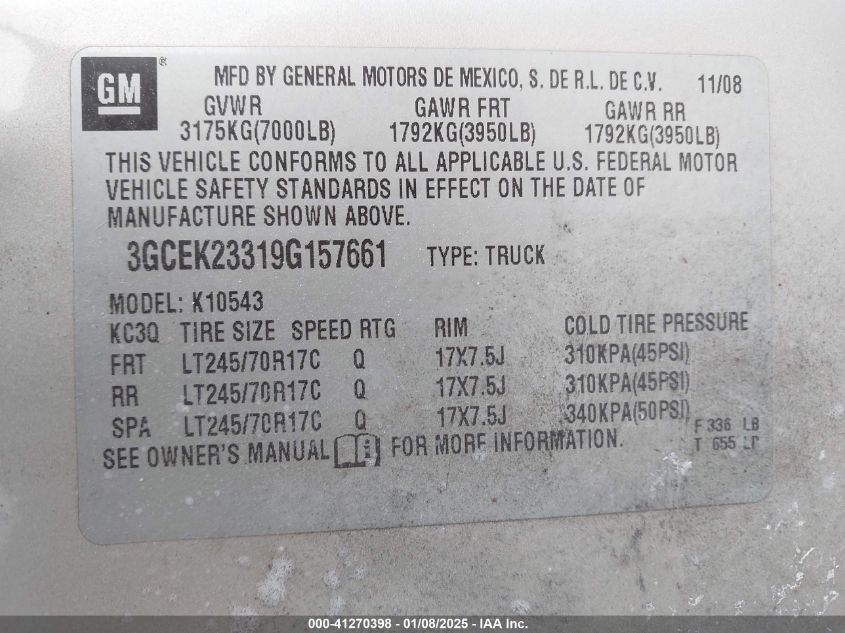 GM ® MFD BY GENERAL MOTORS DE MEXICO, S. DE R.L. DE C.V. 11/08
GVWR GAWR FRT GAWR RR
3175KG(7000LB) 1792KG(3950LB) 1792KG(3950LB)
THIS VEHICLE CONFORMS TO ALL APPLICABLE U.S. FEDERAL MOTOR
VEHICLE SAFETY STANDARDS IN EFFECT ON THE DATE OF
MANUFACTURE SHOWN ABOVE.
3GCEK23319G157661 TYPE: TRUCK
MODEL: K10543
KC3Q TIRE SIZE SPEED RTG RIM COLD TIRE PRESSURE
FRT LT245/70R17C Q 17X7.5J 310KPA(45PSI)
RR LT245/70R17C Q 17X7.5J 310KPA(45PSI)
SPA LT245/70R17C Q 17X7.5J 340KPA(50PSI)
F 336 LB
T 655 LB
SEE OWNER'S MANUAL FOR MORE INFORMATION.
000-41270398 - 01/08/2025 - IAA Inc.